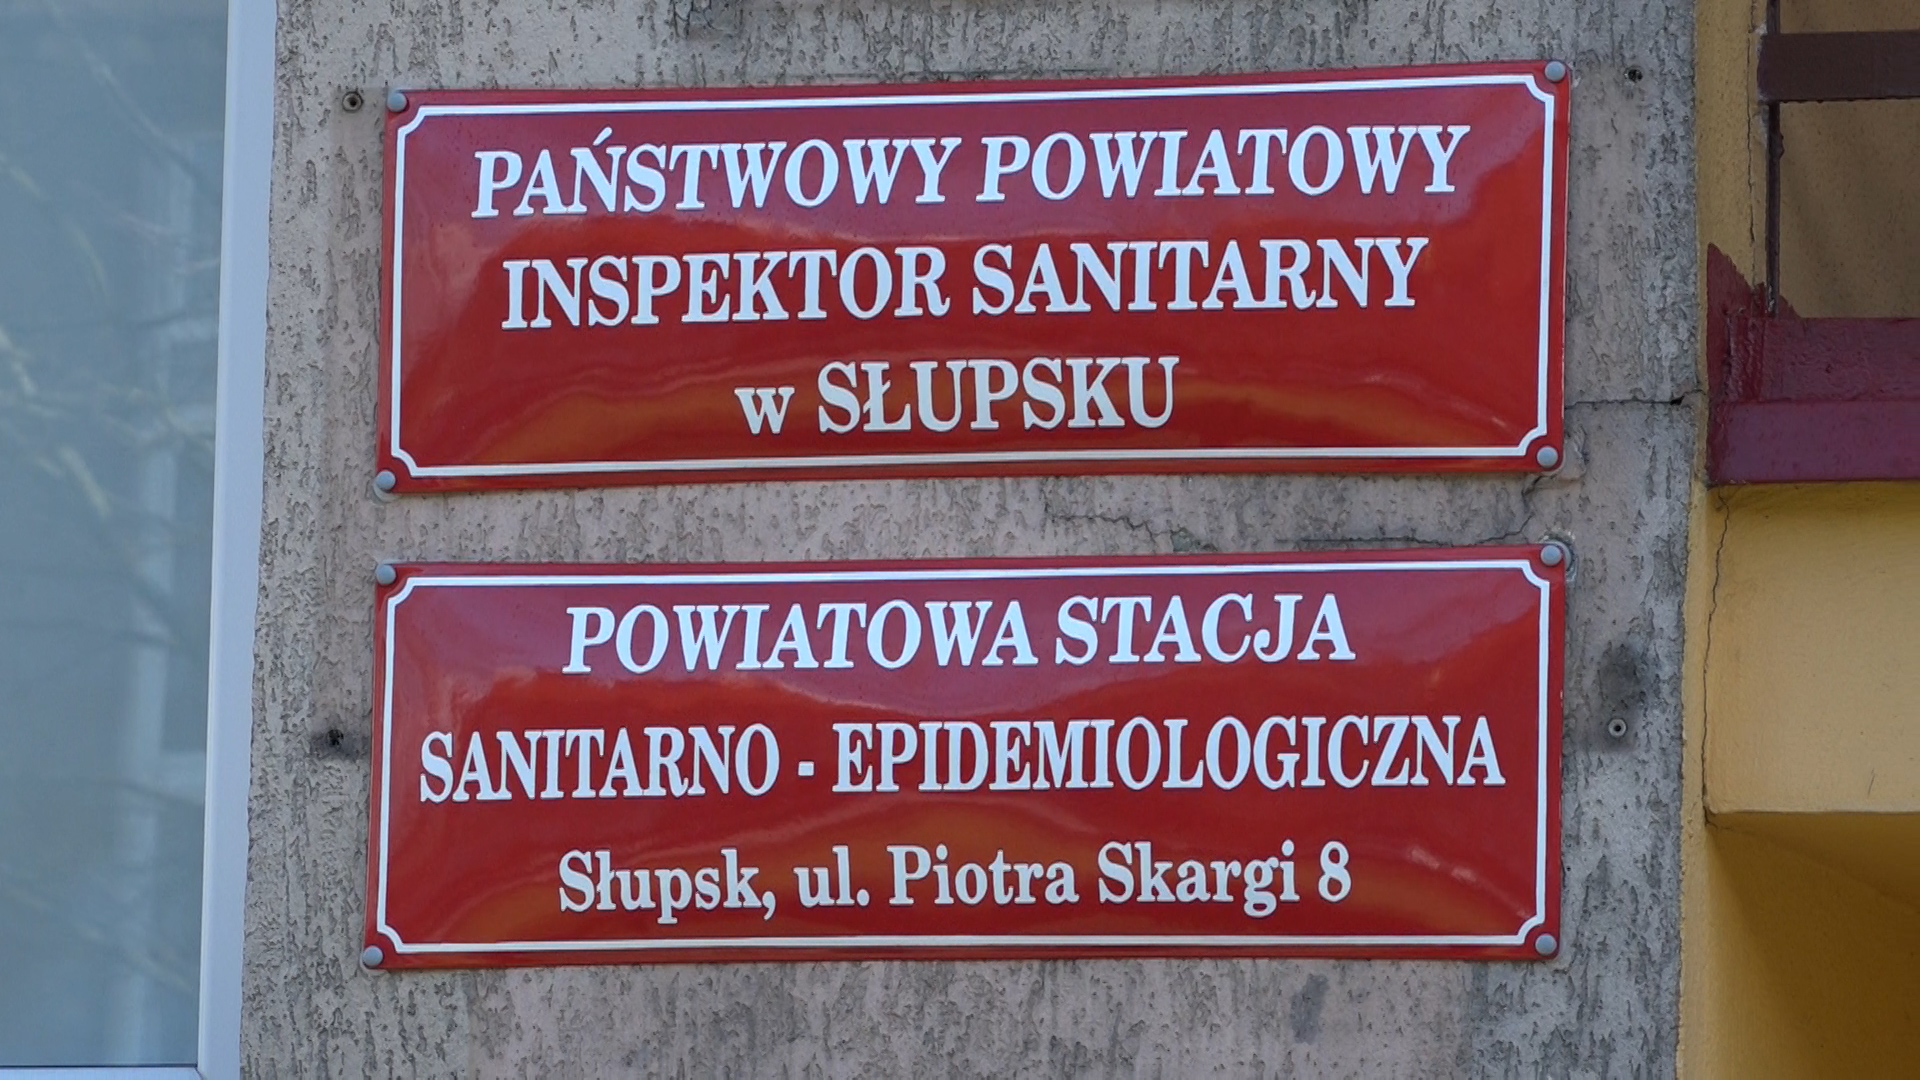 PAŃSTWOWY POWIATOWY
INSPEKTOR SANITARNY
w SŁUPSKU
POWIATOWA STACJA
SANITARNO - EPIDEMIOLOGICZNA
Słupsk, ul. Piotra Skargi 8